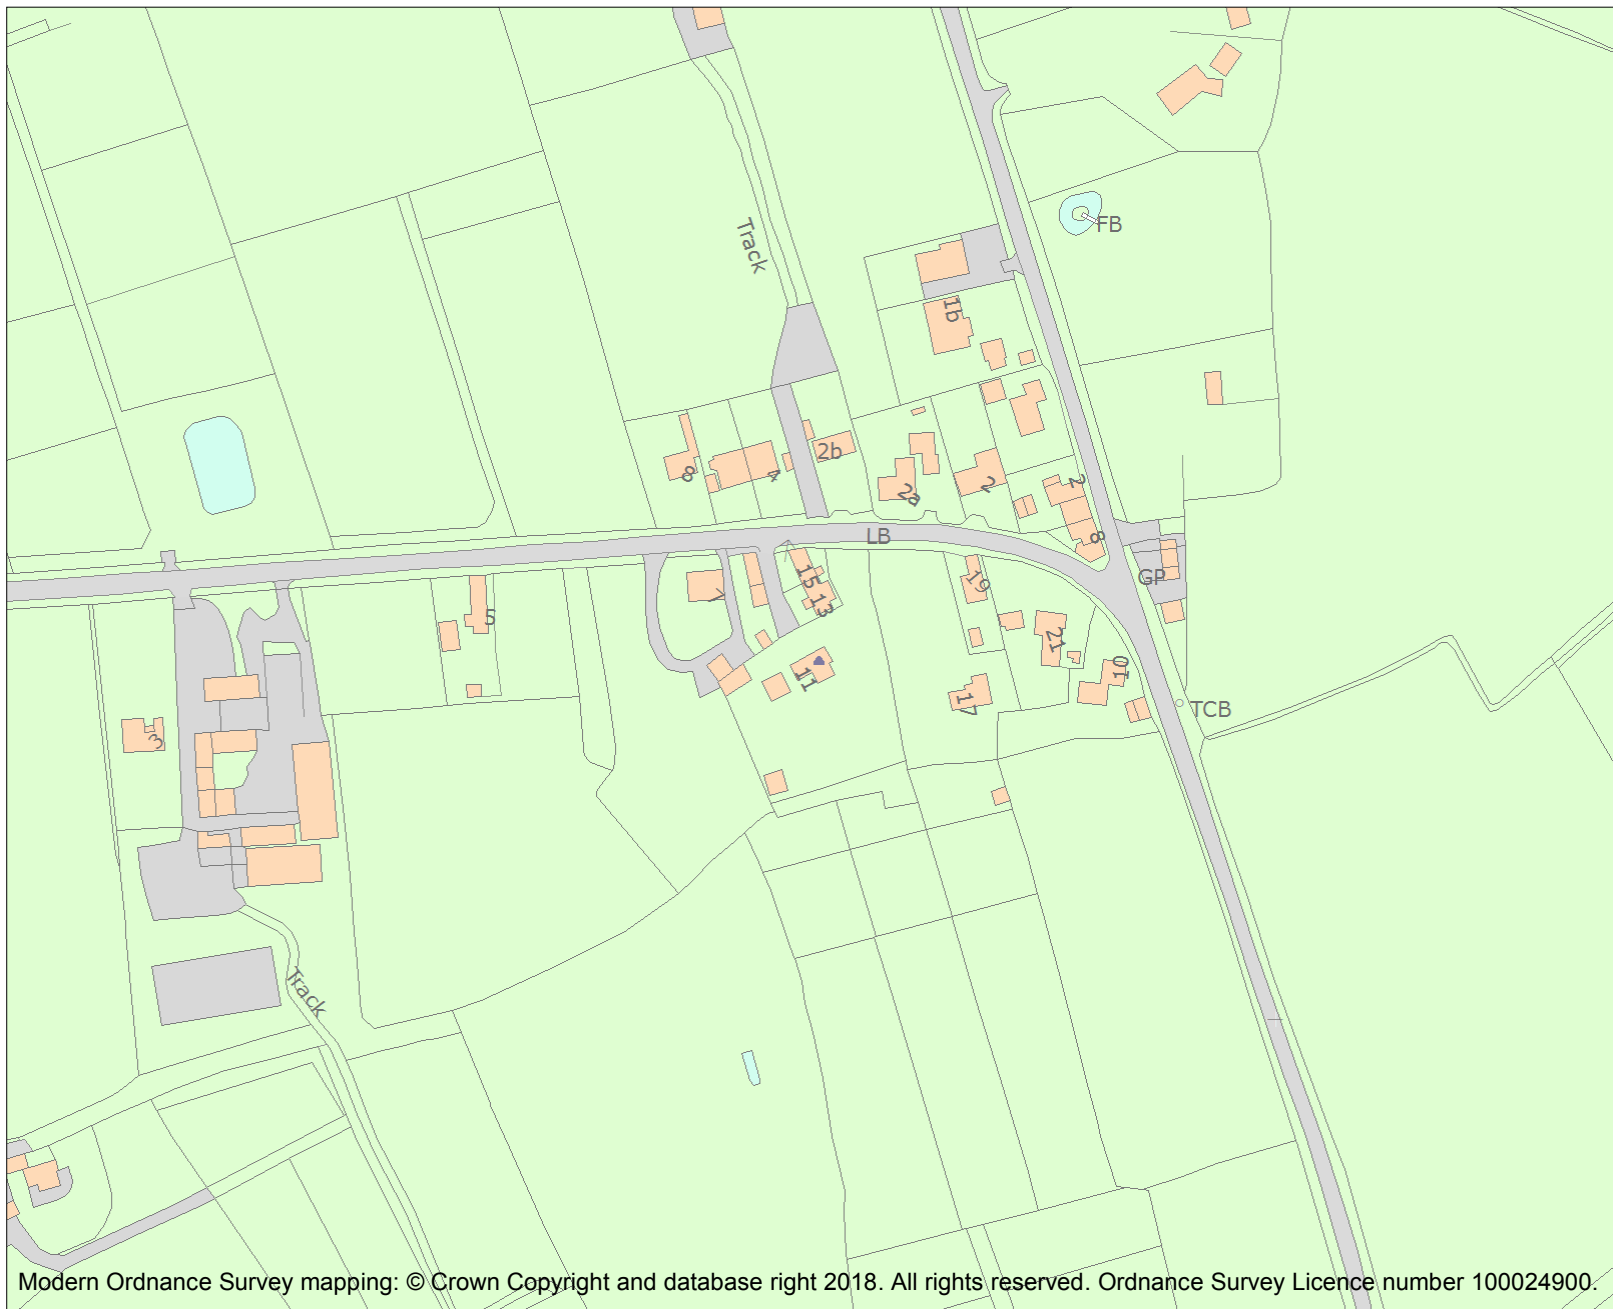 FB
Track
1b
2b
8
4
2a
2
2
8
LB
GP
15
13
19
7
5
21
10
11
17
TCB
3
Track
Modern Ordnance Survey mapping: © Crown Copyright and database right 2018. All rights reserved. Ordnance Survey Licence number 100024900.